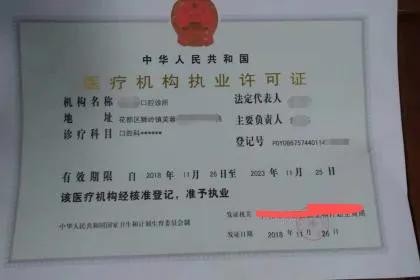 中华人民共和国
医疗机构执业许可证
机构名称 口腔诊所 法定代表人
地址 花都区狮岭镇芙蓉 主要负责人
诊疗科目 口腔科****** 登记号 PDY08675744011
有效期限 自 2018 年 11 月 26 日至 2023 年 11 月 25 日
该医疗机构经核准登记，准予执业
中华人民共和国国家卫生和计划生育委员会制 发证机关
发证日期 2018 年 11 月 26 日